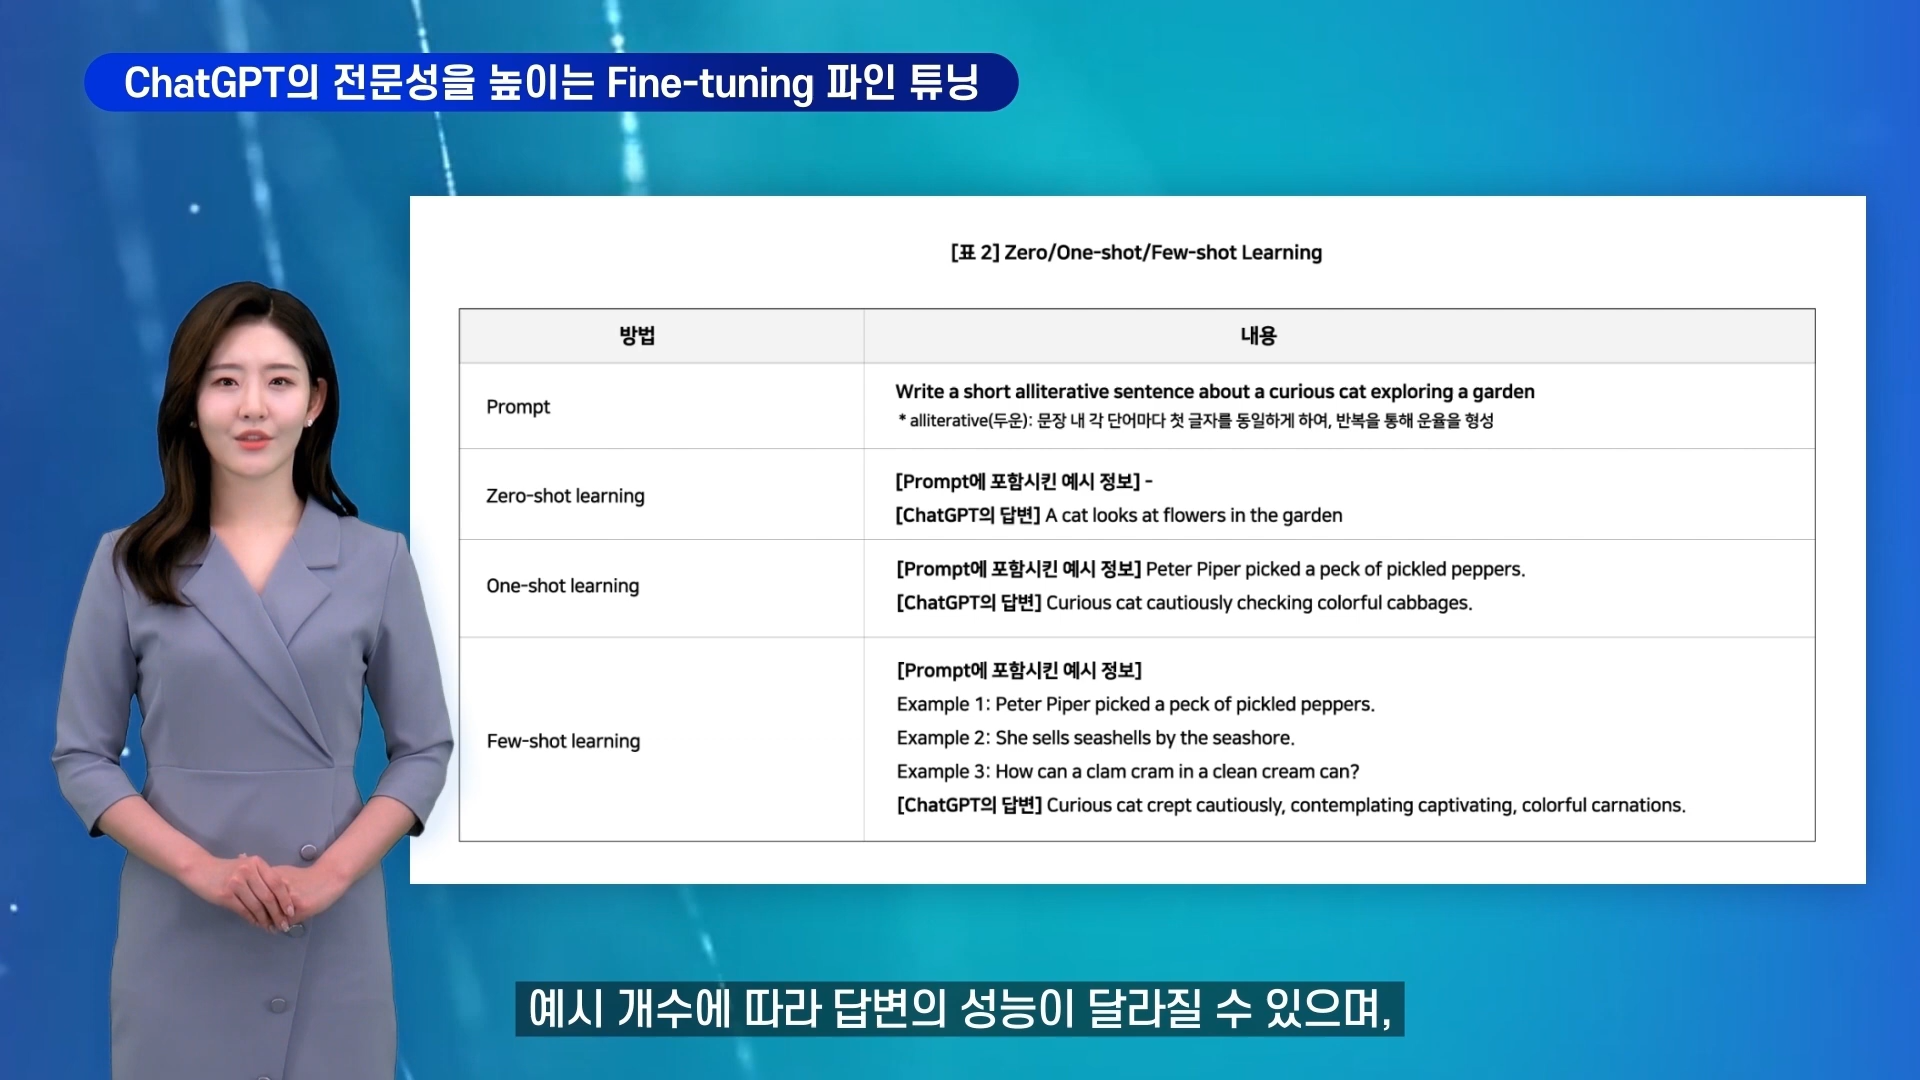 ChatGPT의 전문성을 높이는 Fine-tuning 파인 튜닝
[표 2] Zero/One-shot/Few-shot Learning
방법
내용
Prompt
Write a short alliterative sentence about a curious cat exploring a garden
* alliterative(두운): 문장 내 각 단어마다 첫 글자를 동일하게 하여, 반복을 통해 운율을 형성
Zero-shot learning
[Prompt에 포함시킨 예시 정보] -
[ChatGPT의 답변] A cat looks at flowers in the garden
One-shot learning
[Prompt에 포함시킨 예시 정보] Peter Piper picked a peck of pickled peppers.
[ChatGPT의 답변] Curious cat cautiously checking colorful cabbages.
Few-shot learning
[Prompt에 포함시킨 예시 정보]
Example 1: Peter Piper picked a peck of pickled peppers.
Example 2: She sells seashells by the seashore.
Example 3: How can a clam cram in a clean cream can?
[ChatGPT의 답변] Curious cat crept cautiously, contemplating captivating, colorful carnations.
예시 개수에 따라 답변의 성능이 달라질 수 있으며,